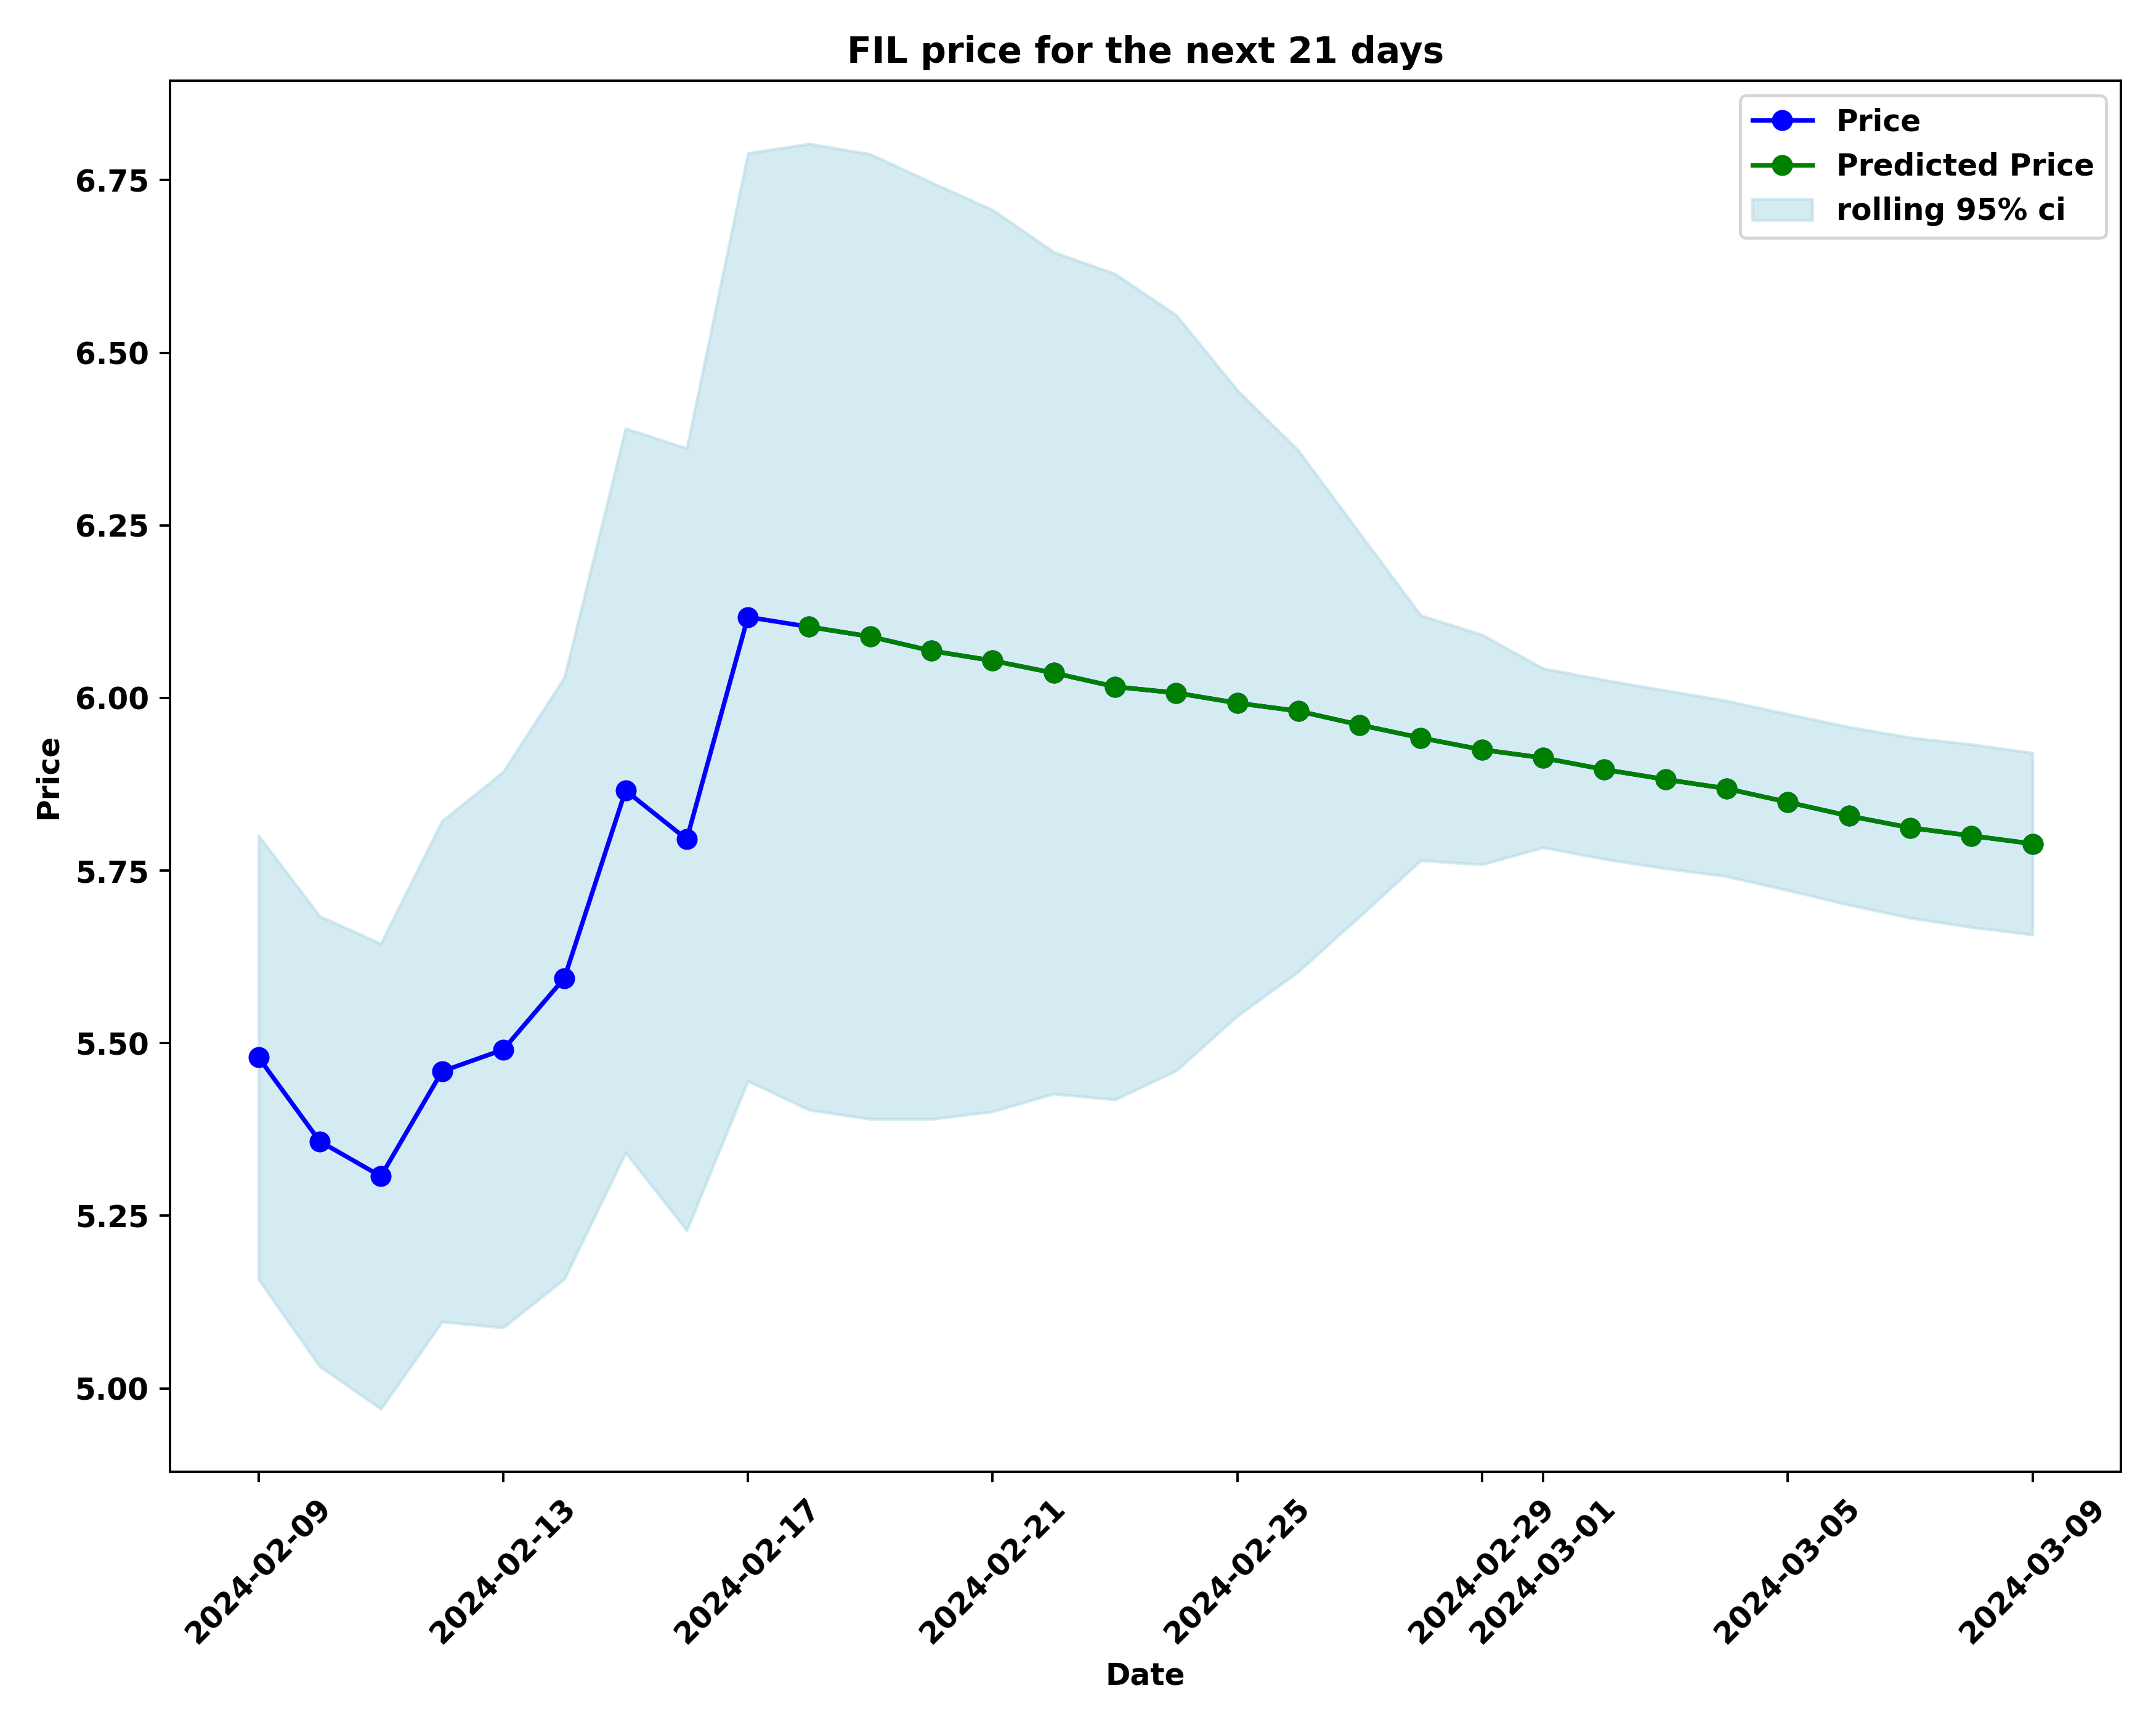 FIL price for the next 21 days
Price
Predicted Price
rolling 95% ci
6.75
6.50
6.25
6.00
5.75
5.50
5.25
5.00
Price
2024-02-09
2024-02-13
2024-02-17
2024-02-21
2024-02-25
2024-02-29
2024-03-01
2024-03-05
2024-03-09
Date